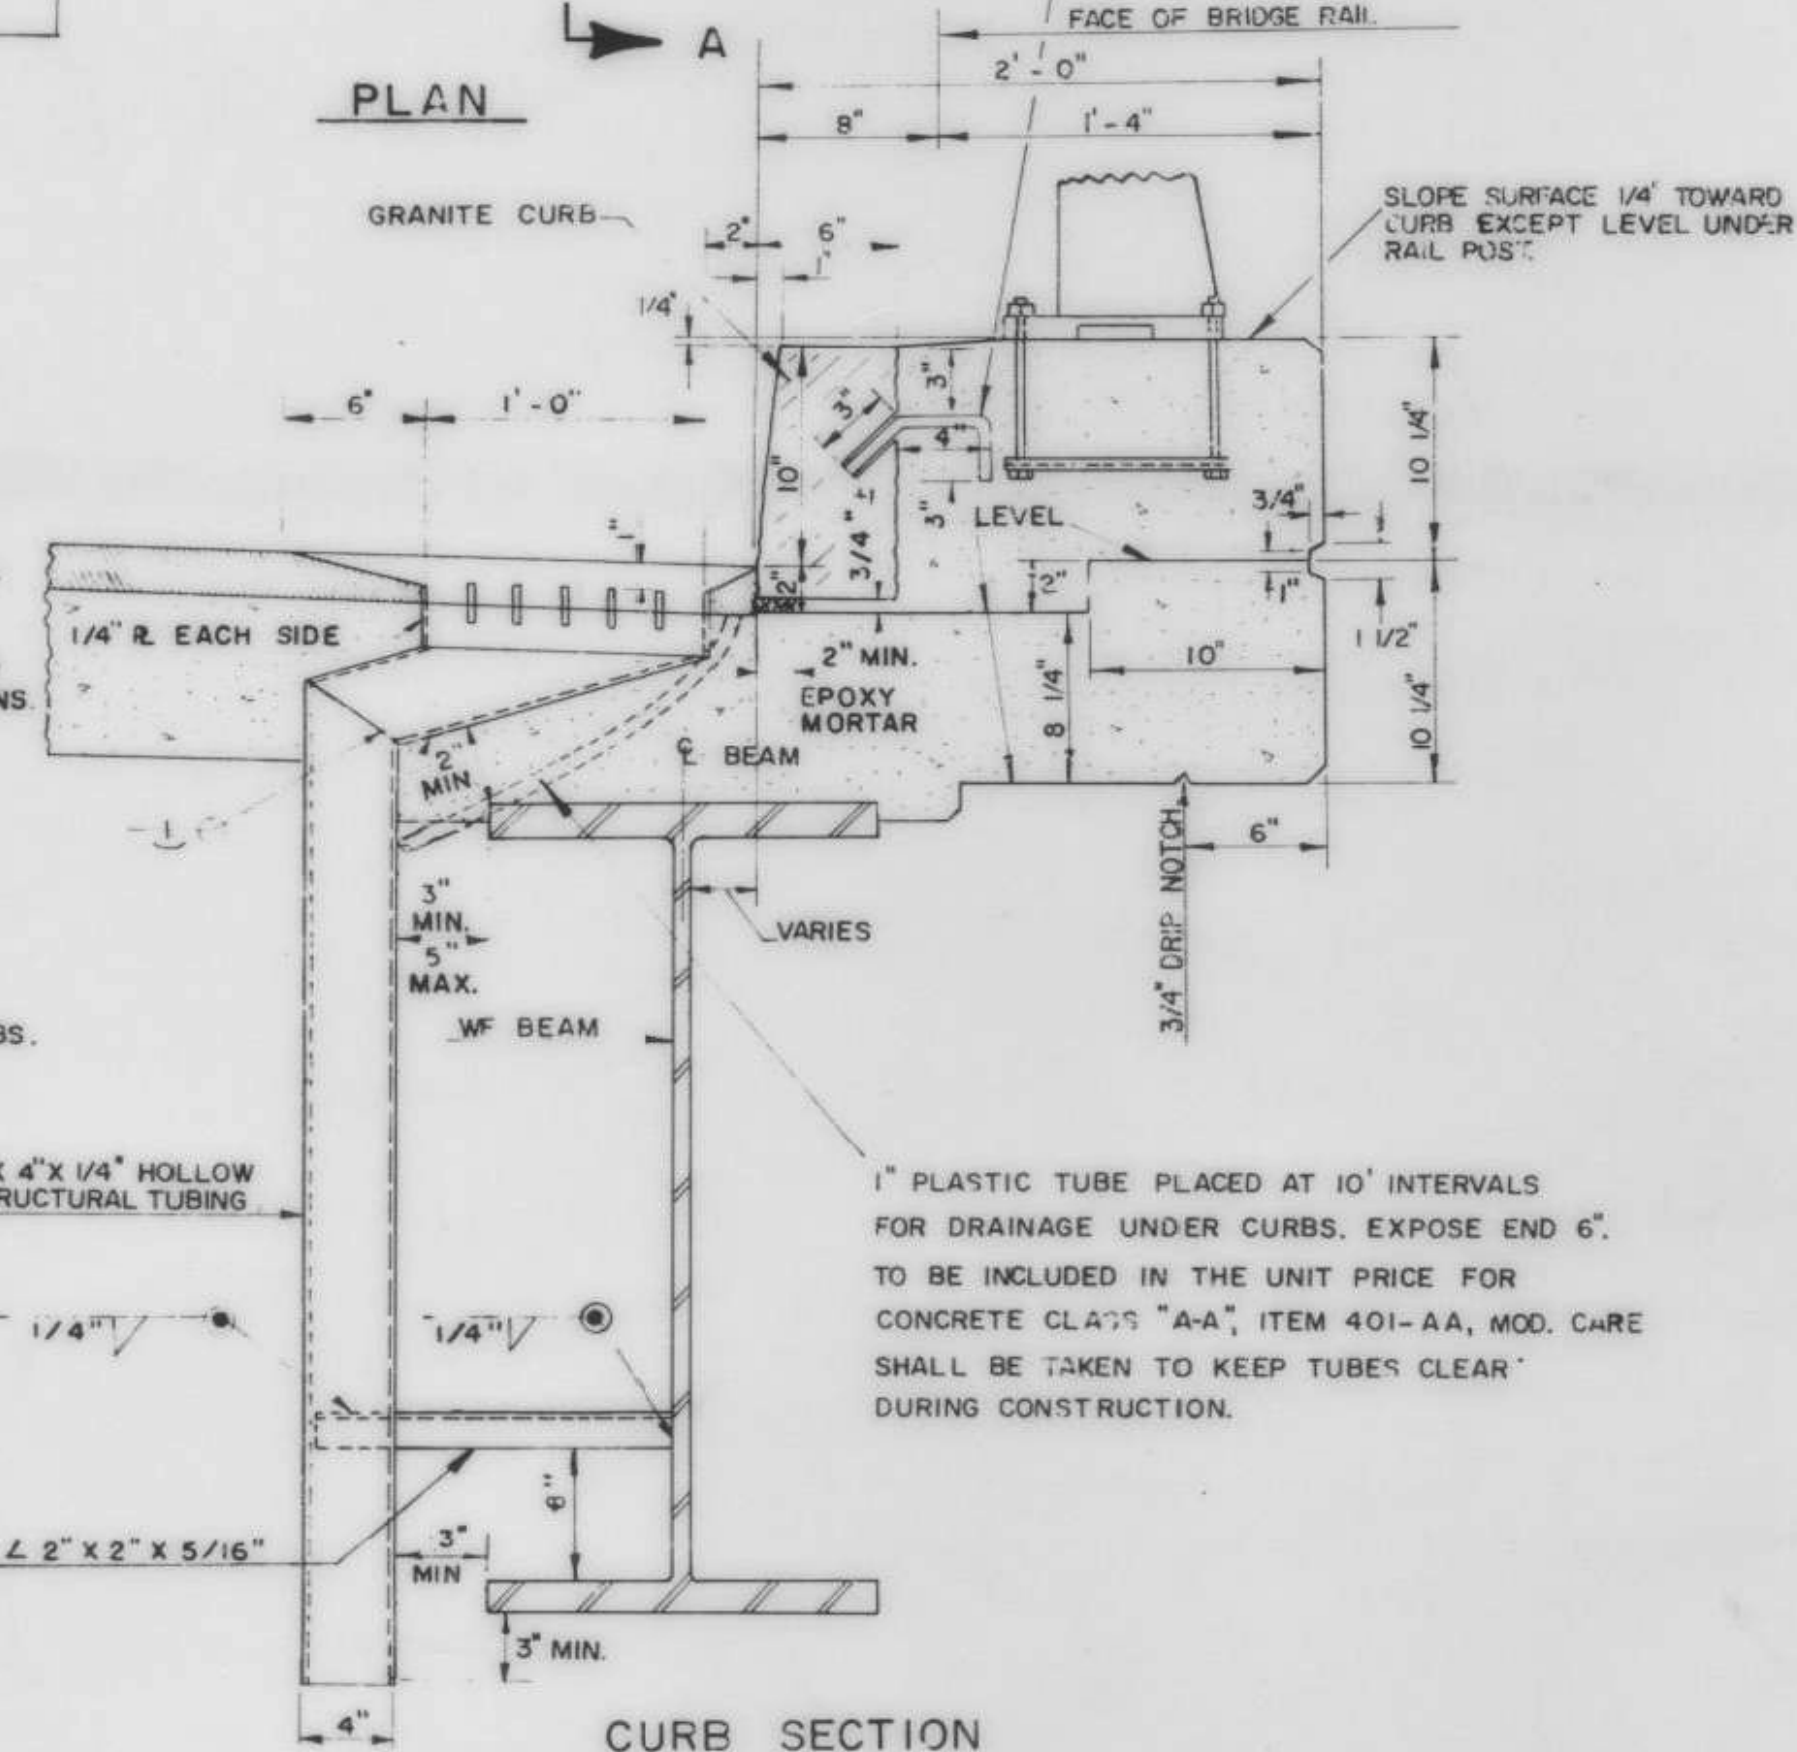 A
FACE OF BRIDGE RAIL
2'-0"
PLAN
8"
1'-4"
GRANITE CURB
SLOPE SURFACE 1/4" TOWARD
CURB EXCEPT LEVEL UNDER
RAIL POST.
2"
6"
1"
1/4"
6"
1'-0"
3"
3"
4"
10"
10 1/4"
3/4" ±
3"
3/4"
LEVEL
1"
2"
2"
1"
1 1/2"
1/4" ℞ EACH SIDE
2" MIN.
10"
NS.
EPOXY
MORTAR
8 1/4"
10 1/4"
℄ BEAM
2"
MIN
1
6"
3/4" DRIP NOTCH
3"
MIN.
5"
MAX.
VARIES
BS.
WF BEAM
X 4" X 1/4" HOLLOW
RUCTURAL TUBING
1" PLASTIC TUBE PLACED AT 10' INTERVALS
FOR DRAINAGE UNDER CURBS. EXPOSE END 6".
TO BE INCLUDED IN THE UNIT PRICE FOR
CONCRETE CLASS "A-A", ITEM 401-AA, MOD. CARE
SHALL BE TAKEN TO KEEP TUBES CLEAR
DURING CONSTRUCTION.
1/4"
1/4"
8"
∠ 2" X 2" X 5/16"
3"
MIN
3" MIN.
4"
CURB SECTION